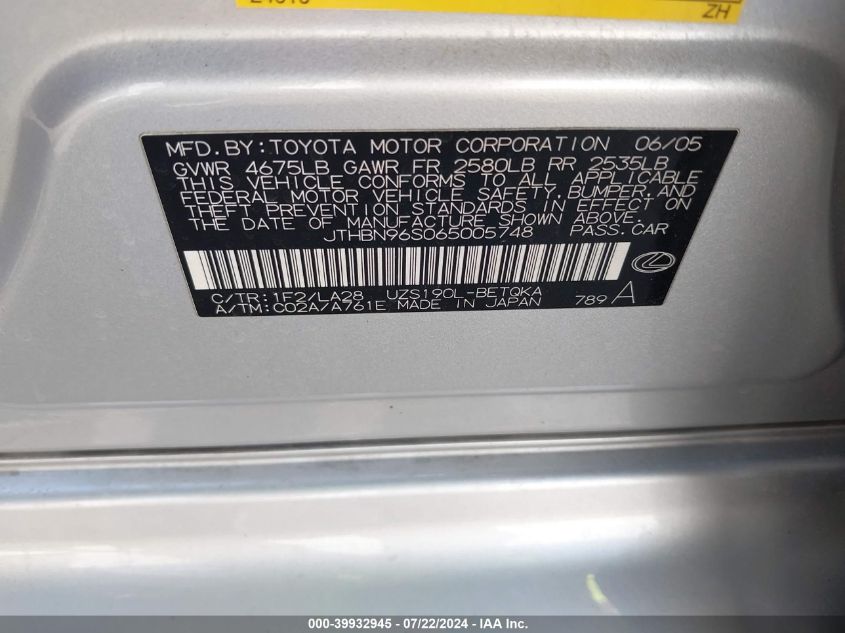 ZH
MFD. BY: TOYOTA MOTOR CORPORATION 06/05
GVWR 4675LB GAWR FR 2580LB RR 2535LB
THIS VEHICLE CONFORMS TO ALL APPLICABLE
FEDERAL MOTOR VEHICLE SAFETY, BUMPER, AND
THEFT PREVENTION STANDARDS IN EFFECT ON
THE DATE OF MANUFACTURE SHOWN ABOVE.
JTHBN96S065005748 PASS. CAR
C/TR: 1F2/LA28 UZS190L-BETQKA
A/TM: C02A/A761E MADE IN JAPAN 789 A
000-39932945 - 07/22/2024 - IAA Inc.